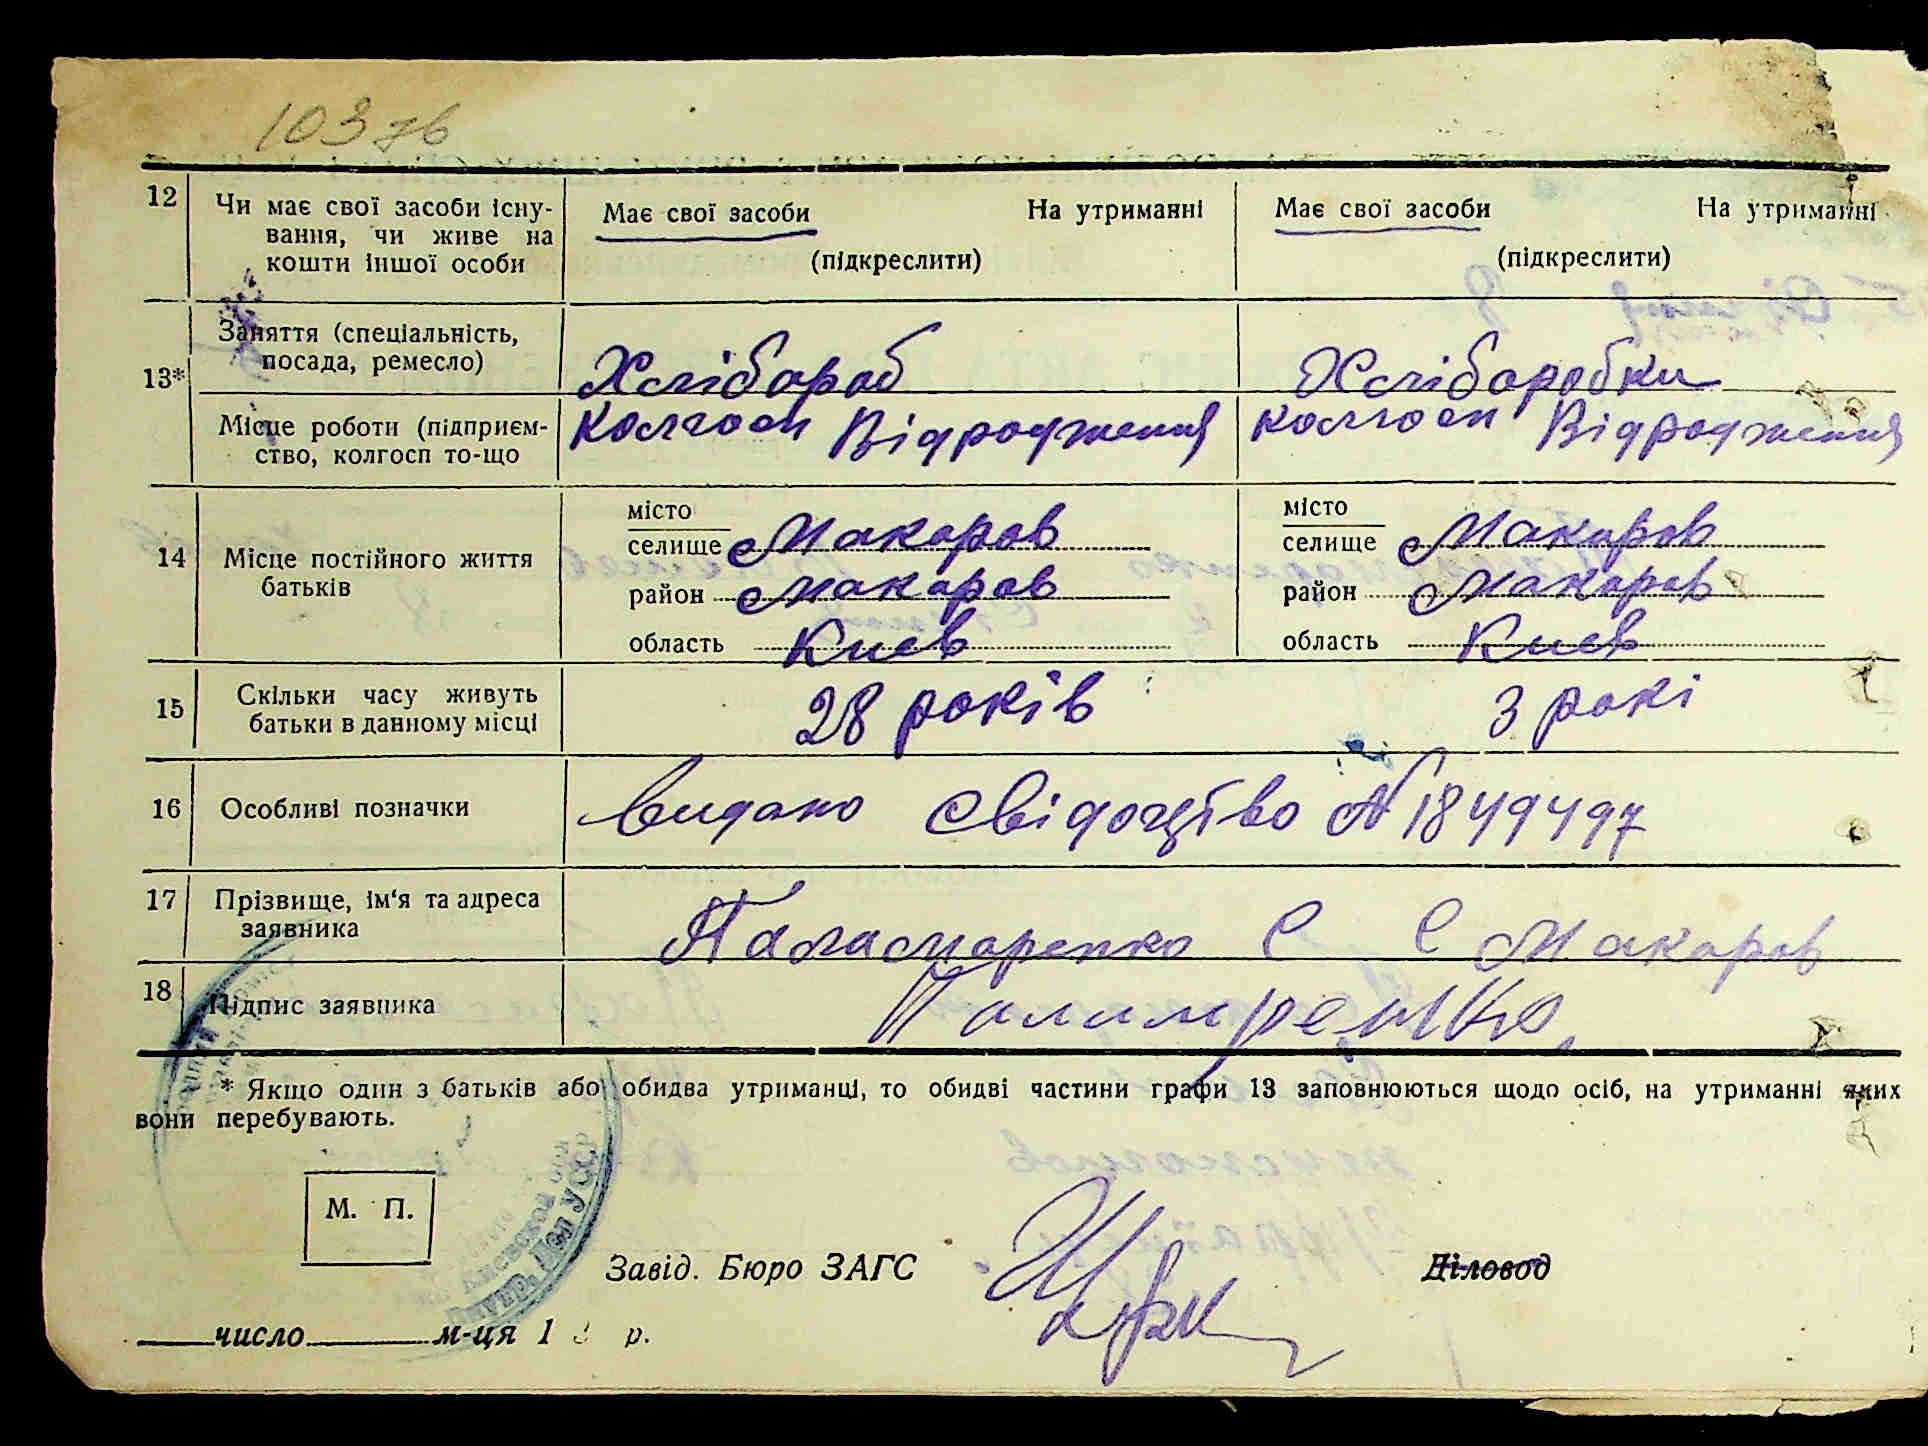 103 зв
12 Чи має свої засоби існу-
вання, чи живе на
кошти іншої особи
Має свої засоби На утриманні
(підкреслити)
Має свої засоби На утриманні
(підкреслити)
13* Заняття (спеціальність,
посада, ремесло)
Хлібороб
Хліборобки
Місце роботи (підприєм-
ство, колгосп то-що
колгосп Відродження
колгосп Відродження
14 Місце постійного життя
батьків
місто
селище Макаров
район Макаров
область Киев
місто
селище Макаров
район Макаров
область Киев
15 Скільки часу живуть
батьки в данному місці
28 років
3 рокі
16 Особливі позначки
Видано свідоцтво № 1849497
17 Прізвище, ім'я та адреса
заявника
Паламаренко С С Макаров
18 Підпис заявника
* Якщо один з батьків або обидва утриманці, то обидві частини графи 13 заповнюються щодо осіб, на утриманні яких
вони перебувають.
М. П.
Завід. Бюро ЗАГС
Діловод
число м-ця 1 р.